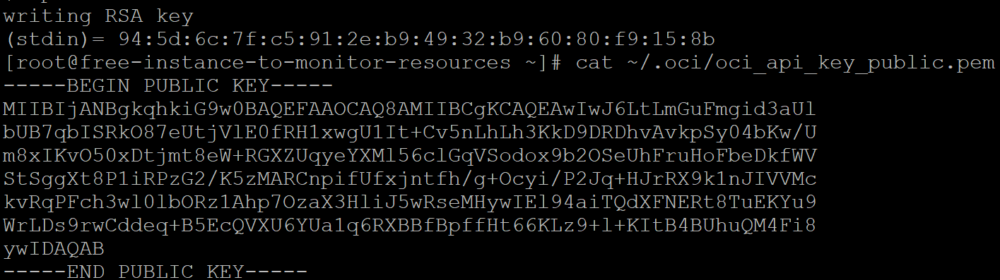 writing RSA key
(stdin)= 94:5d:6c:7f:c5:91:2e:b9:49:32:b9:60:80:f9:15:8b
[root@free-instance-to-monitor-resources ~]# cat ~/.oci/oci_api_key_public.pem
-----BEGIN PUBLIC KEY-----
MIIBIjANBgkqhkiG9w0BAQEFAAOCAQ8AMIIBCgKCAQEAwIwJ6LtLmGuFmgid3aUl
bUB7qbISRkO87eUtjVlE0fRH1xwgU1It+Cv5nLhLh3KkD9DRDhvAvkpSy04bKw/U
m8xIKvO50xDtjmt8eW+RGXZUqyeYXMl56clGqVSodox9b2OSeUhFruHoFbeDkfWV
StSggXt8P1iRPzG2/K5zMARCnpifUfxjntfh/g+Ocyi/P2Jq+HJrRX9k1nJIVVMc
kvRqPFch3wl0lbORz1Ahp7OzaX3HliJ5wRseMHywIEl94aiTQdXFNERt8TuEKYu9
WrLDs9rwCddeq+B5EcQVXU6YUa1q6RXBBfBpffHt66KLz9+l+KItB4BUhuQM4Fi8
ywIDAQAB
-----END PUBLIC KEY-----